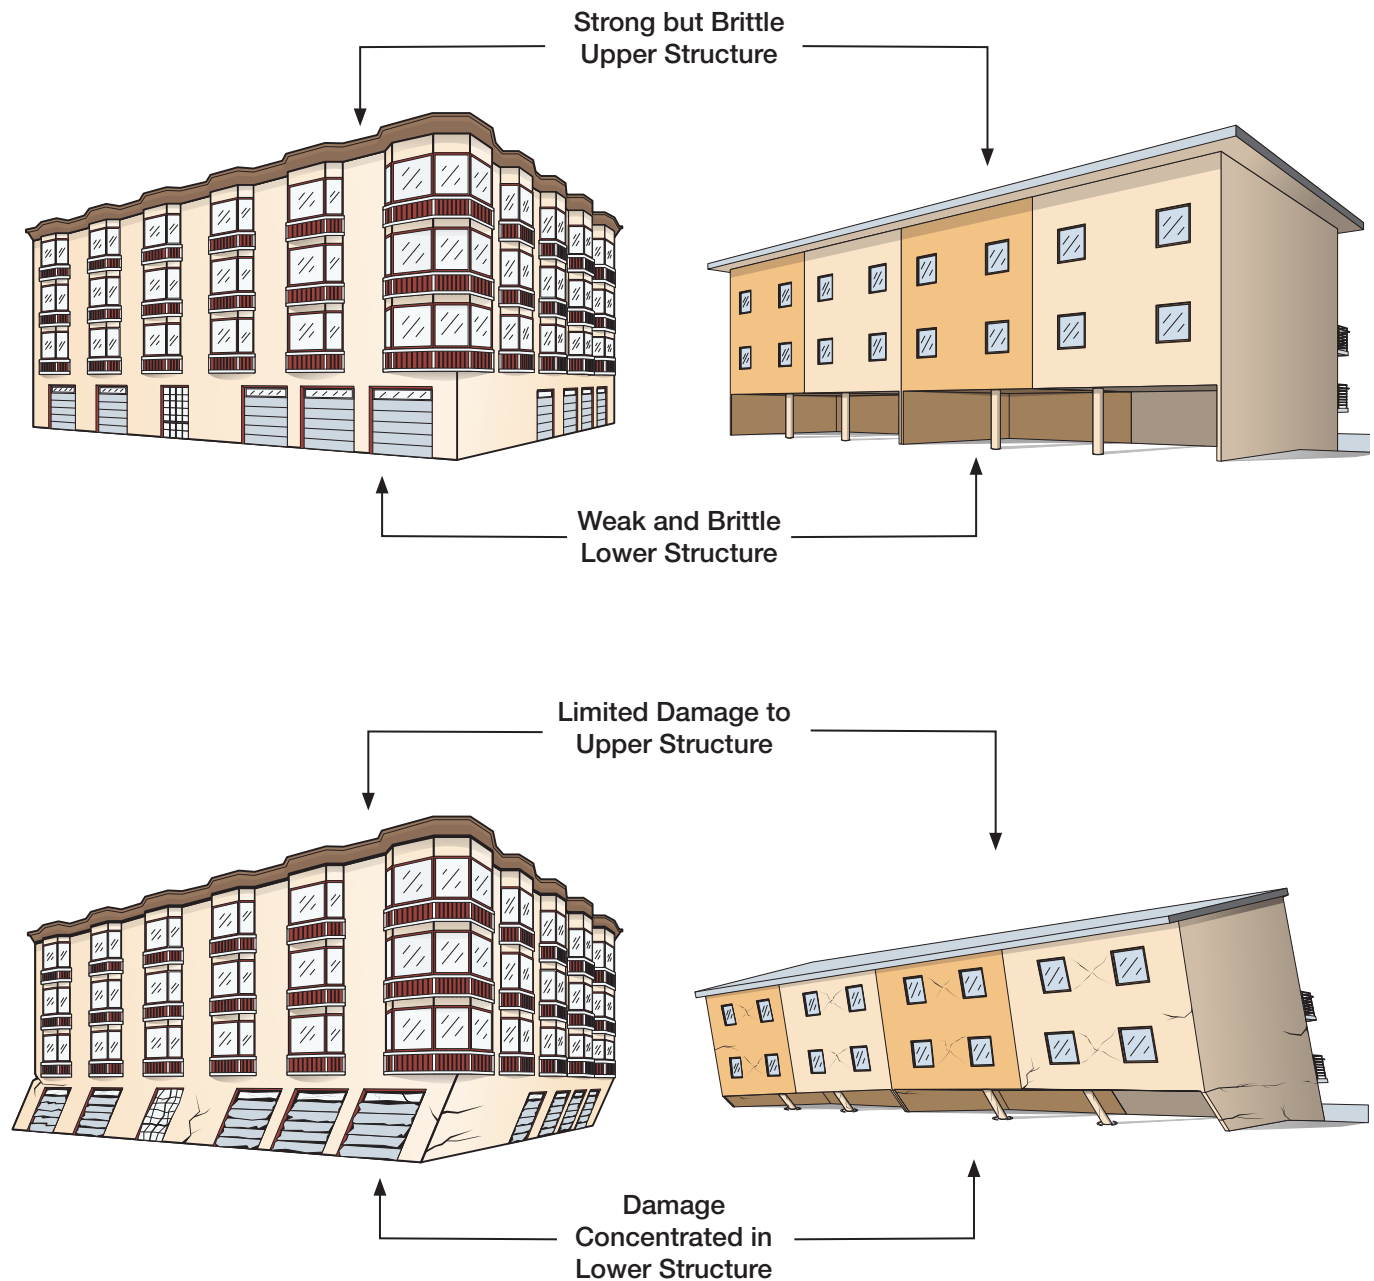 Strong but Brittle
Upper Structure
Weak and Brittle
Lower Structure
Limited Damage to
Upper Structure
Damage
Concentrated in
Lower Structure